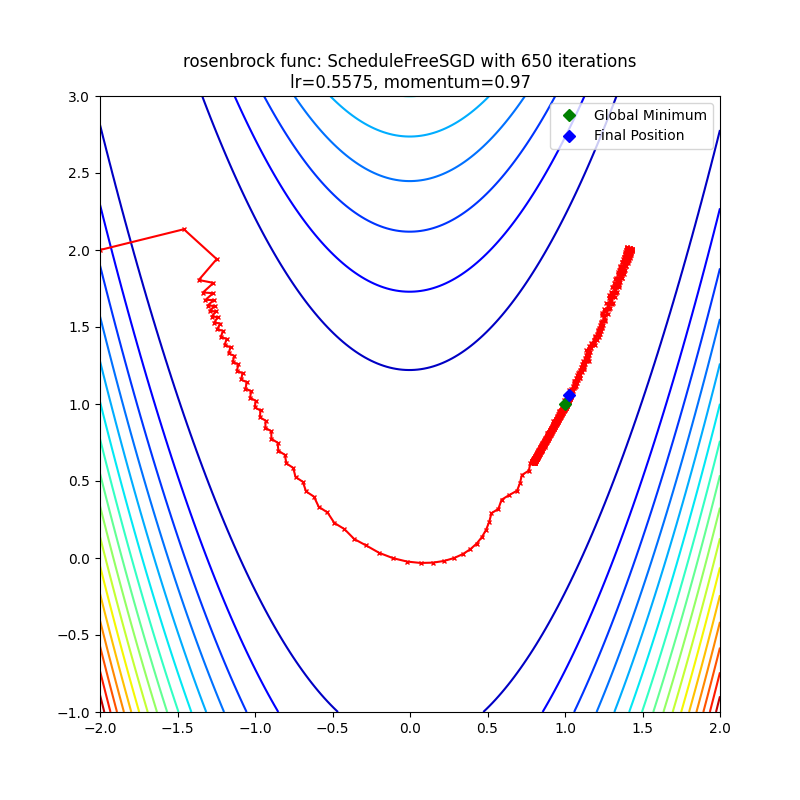 rosenbrock func: ScheduleFreeSGD with 650 iterations
lr=0.5575, momentum=0.97
Global Minimum
Final Position
3.0
2.5
2.0
1.5
1.0
0.5
0.0
−0.5
−1.0
−2.0 −1.5 −1.0 −0.5 0.0 0.5 1.0 1.5 2.0